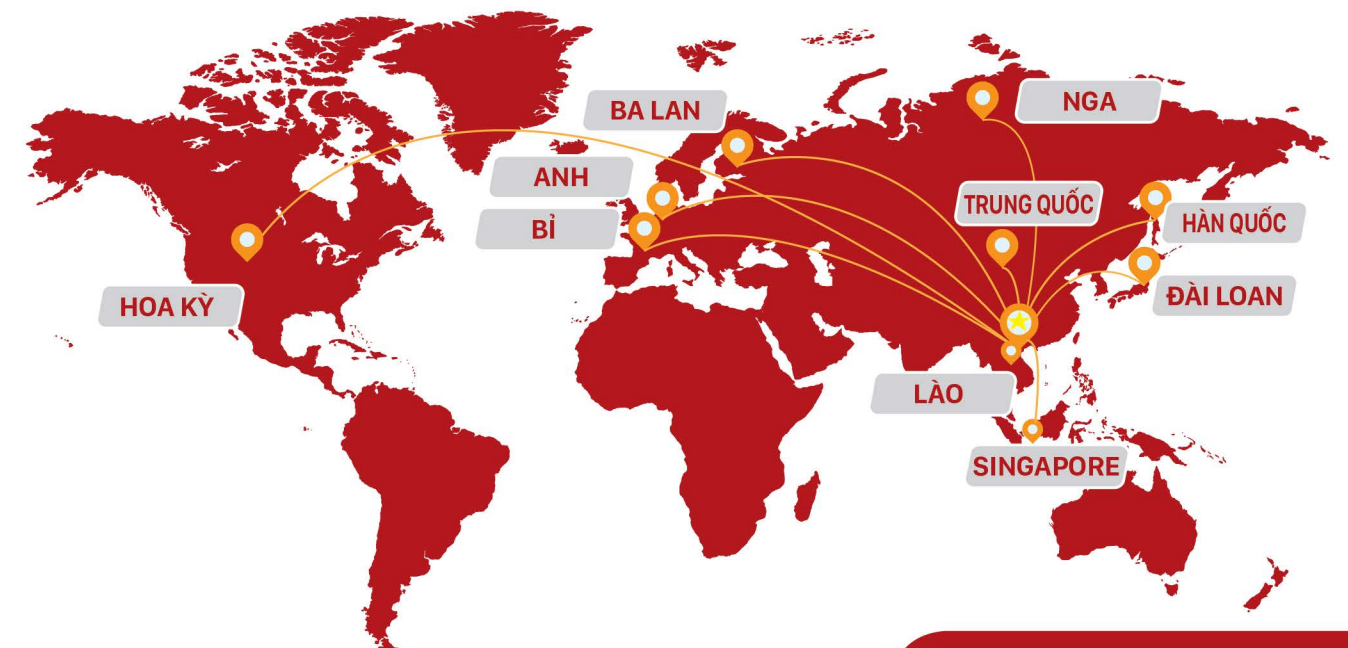 BA LAN
NGA
ANH
TRUNG QUỐC
BỈ
HÀN QUỐC
HOA KỲ
ĐÀI LOAN
LÀO
SINGAPORE